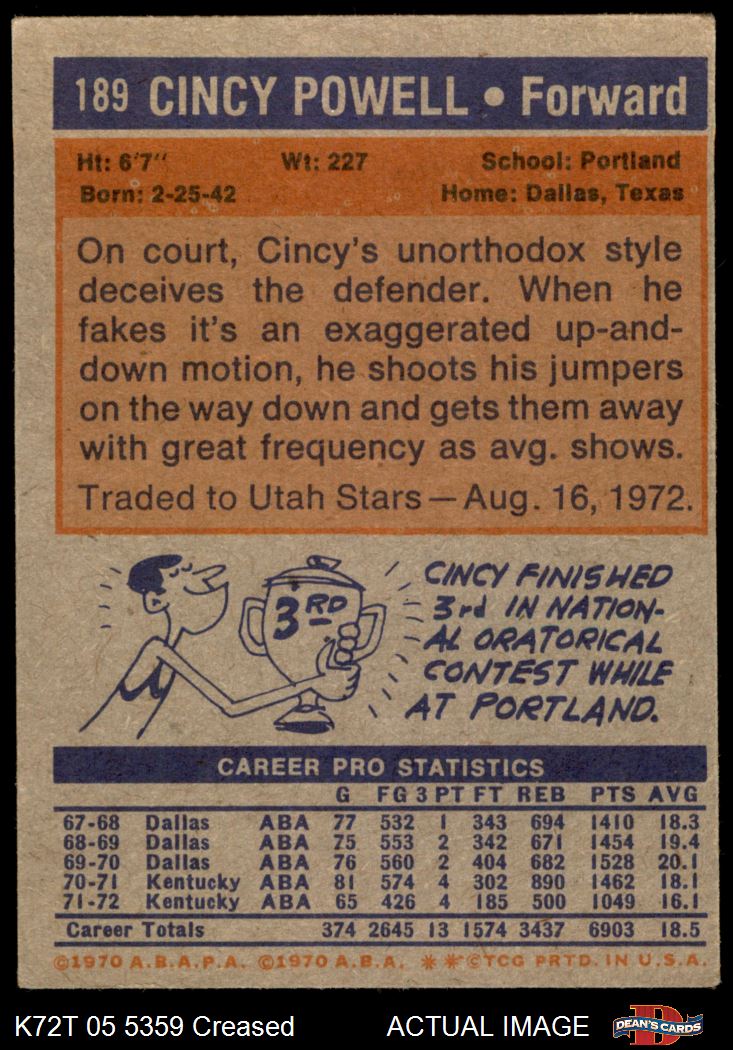 189 CINCY POWELL • Forward
Ht: 6'7" Wt: 227 School: Portland
Born: 2-25-42 Home: Dallas, Texas
On court, Cincy's unorthodox style
deceives the defender. When he
fakes it's an exaggerated up-and-
down motion, he shoots his jumpers
on the way down and gets them away
with great frequency as avg. shows.
Traded to Utah Stars — Aug. 16, 1972.
3RD
CINCY FINISHED
3rd IN NATION-
AL ORATORICAL
CONTEST WHILE
AT PORTLAND.
CAREER PRO STATISTICS
G FG 3 PT FT REB PTS AVG
67-68 Dallas ABA 77 532 1 343 694 1410 18.3
68-69 Dallas ABA 75 553 2 342 671 1454 19.4
69-70 Dallas ABA 76 560 2 404 682 1528 20.1
70-71 Kentucky ABA 81 574 4 302 890 1462 18.1
71-72 Kentucky ABA 65 426 4 185 500 1049 16.1
Career Totals 374 2645 13 1574 3437 6903 18.5
©1970 A.B.A.P.A. ©1970 A.B.A. ✳✳©TCG PRTD. IN U.S.A.
K72T 05 5359 Creased ACTUAL IMAGE D DEAN'S CARDS